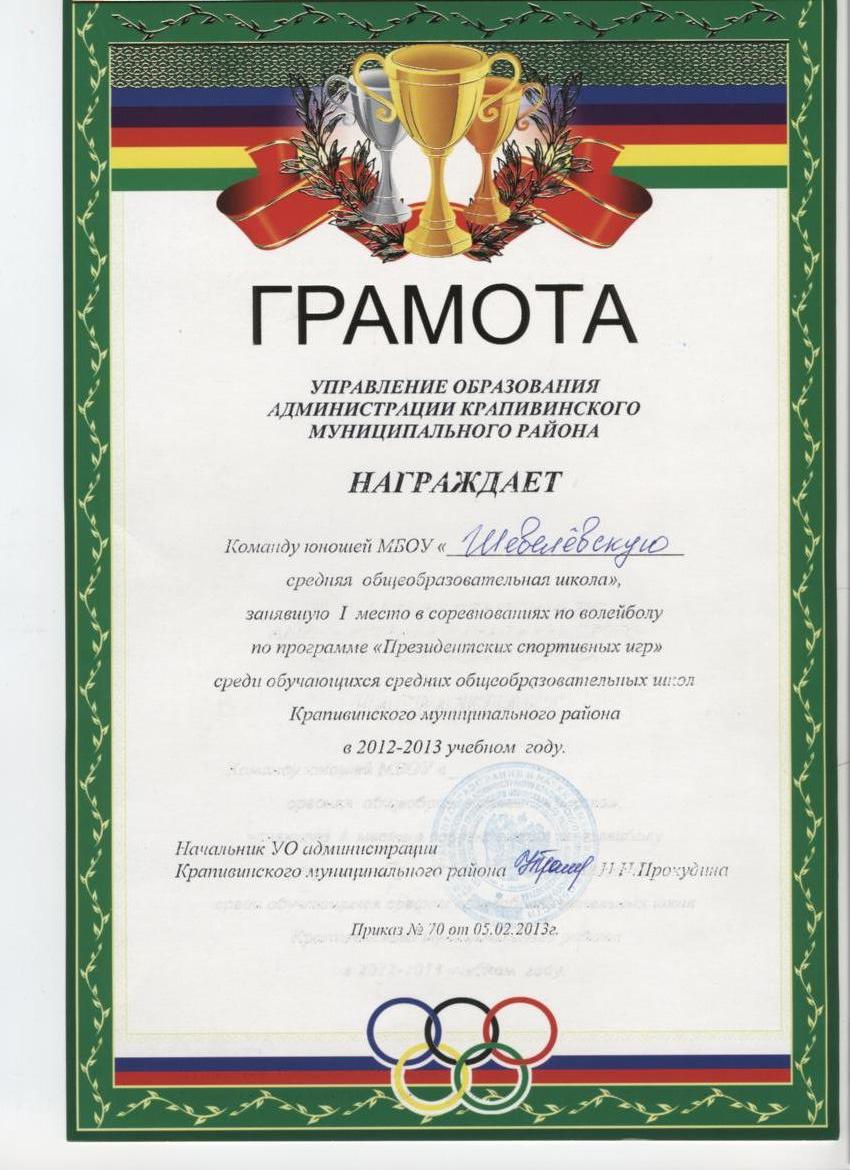 ГРАМОТА
УПРАВЛЕНИЕ ОБРАЗОВАНИЯ
АДМИНИСТРАЦИИ КРАПИВИНСКОГО
МУНИЦИПАЛЬНОГО РАЙОНА
НАГРАЖДАЕТ
Команду юношей МБОУ « Шевелёвскую
средняя общеобразовательная школа»,
занявшую I место в соревнованиях по волейболу
по программе «Президентских спортивных игр»
среди обучающихся средних общеобразовательных школ
Крапивинского муниципального района
в 2012-2013 учебном году.
Начальник УО администрации
Крапивинского муниципального района Н.Н.Прокудина
Приказ № 70 от 05.02.2013г.